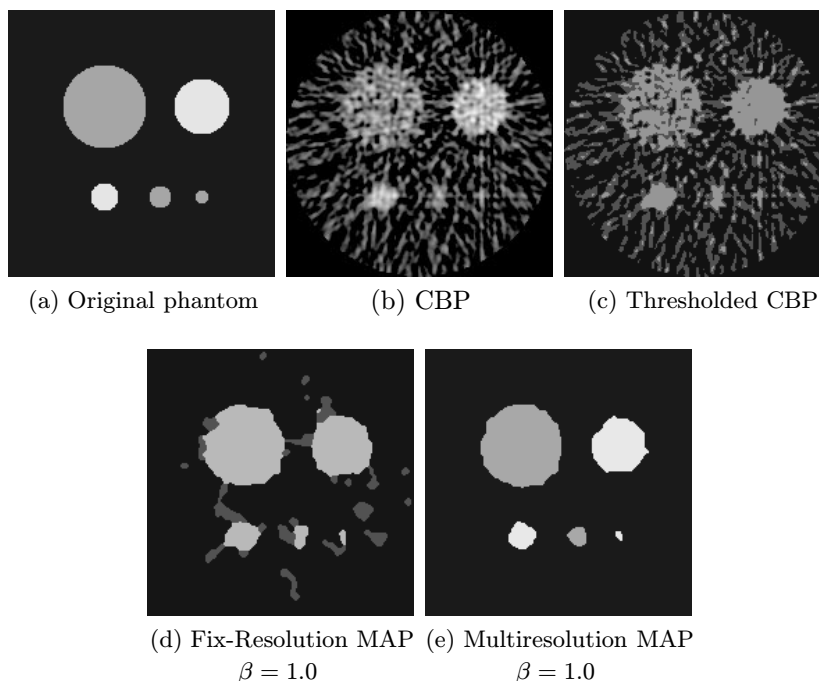 (a) Original phantom
(b) CBP
(c) Thresholded CBP
(d) Fix-Resolution MAP
β = 1.0
(e) Multiresolution MAP
β = 1.0